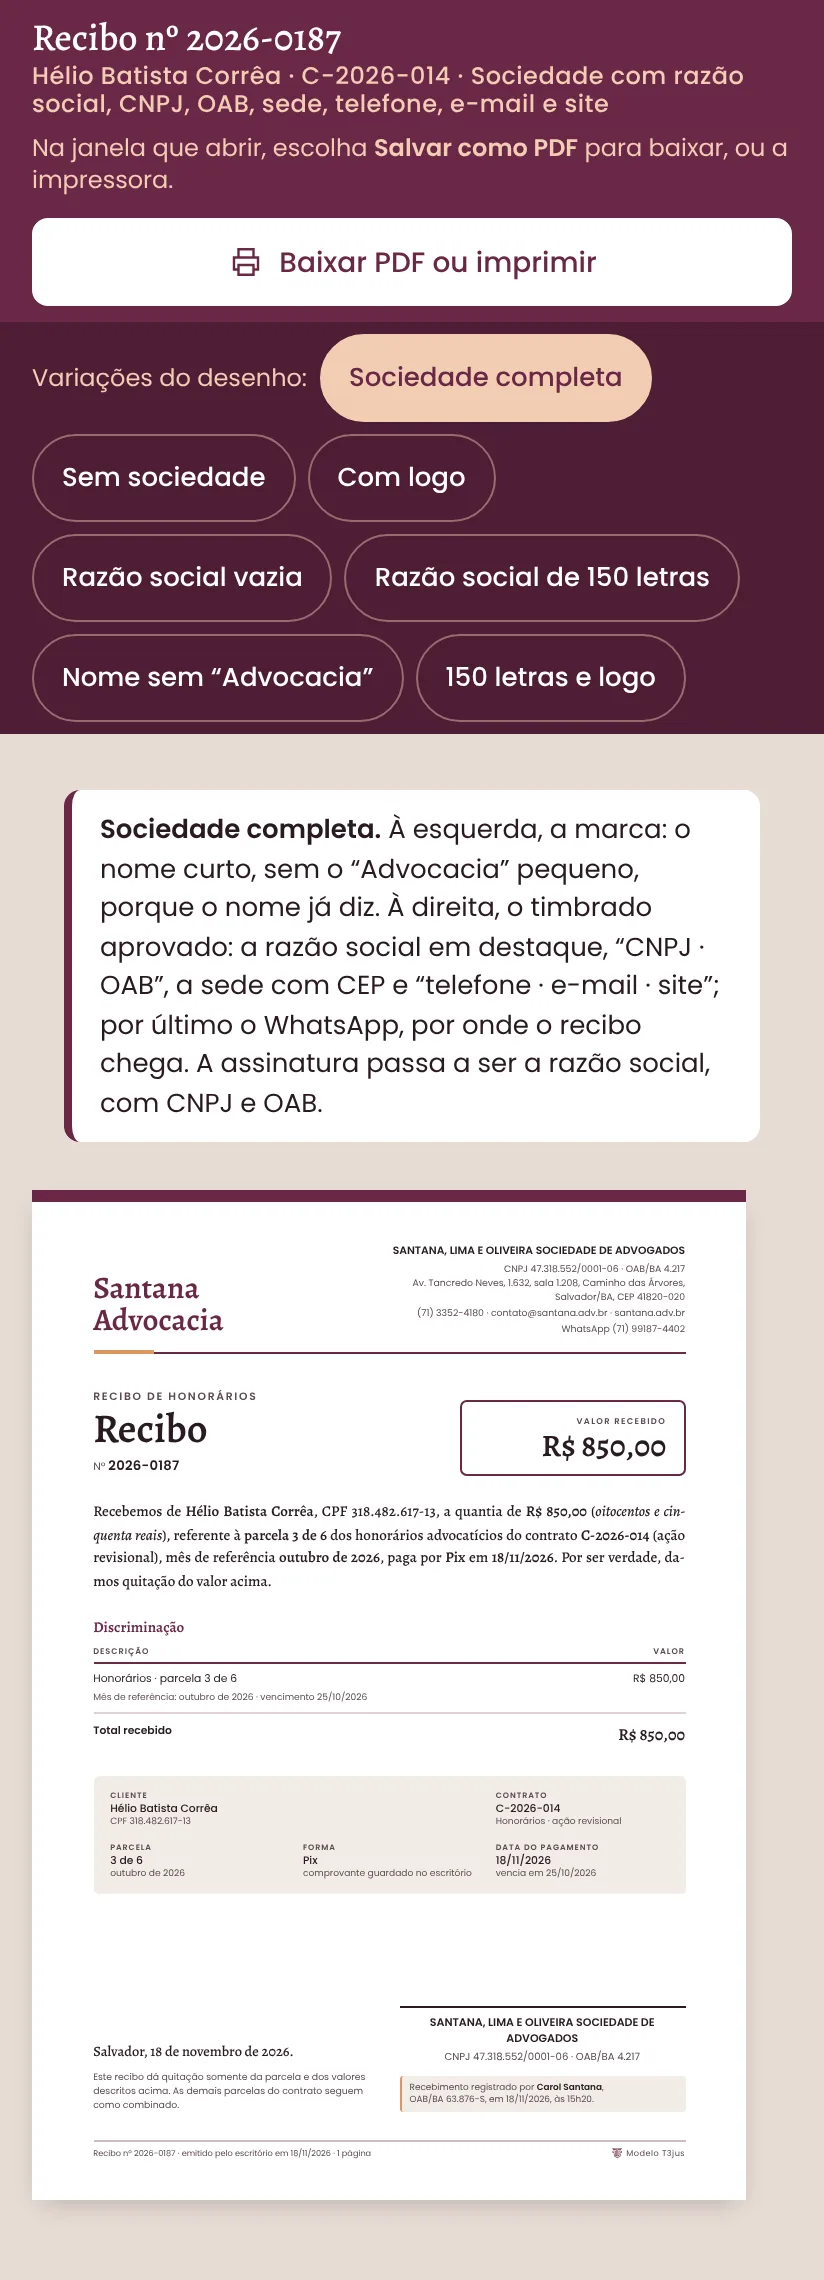 Recibo nº 2026-0187
Hélio Batista Corrêa · C-2026-014 · Sociedade com razão
social, CNPJ, OAB, sede, telefone, e-mail e site
Na janela que abrir, escolha Salvar como PDF para baixar, ou a
impressora.
Baixar PDF ou imprimir
Variações do desenho:
Sociedade completa
Sem sociedade
Com logo
Razão social vazia
Razão social de 150 letras
Nome sem “Advocacia”
150 letras e logo
Sociedade completa. À esquerda, a marca: o
nome curto, sem o “Advocacia” pequeno,
porque o nome já diz. À direita, o timbrado
aprovado: a razão social em destaque, “CNPJ ·
OAB”, a sede com CEP e “telefone · e-mail · site”;
por último o WhatsApp, por onde o recibo
chega. A assinatura passa a ser a razão social,
com CNPJ e OAB.
Santana
Advocacia
SANTANA, LIMA E OLIVEIRA SOCIEDADE DE ADVOGADOS
CNPJ 47.318.552/0001-06 · OAB/BA 4.217
Av. Tancredo Neves, 1.632, sala 1.208, Caminho das Árvores,
Salvador/BA, CEP 41820-020
(71) 3352-4180 · contato@santana.adv.br · santana.adv.br
WhatsApp (71) 99187-4402
RECIBO DE HONORÁRIOS
Recibo
Nº 2026-0187
VALOR RECEBIDO
R$ 850,00
Recebemos de Hélio Batista Corrêa, CPF 318.482.617-13, a quantia de R$ 850,00 (oitocentos e cin-
quenta reais), referente à parcela 3 de 6 dos honorários advocatícios do contrato C-2026-014 (ação
revisional), mês de referência outubro de 2026, paga por Pix em 18/11/2026. Por ser verdade, da-
mos quitação do valor acima.
Discriminação
DESCRIÇÃO
VALOR
Honorários · parcela 3 de 6
R$ 850,00
Mês de referência: outubro de 2026 · vencimento 25/10/2026
Total recebido
R$ 850,00
CLIENTE
Hélio Batista Corrêa
CPF 318.482.617-13
CONTRATO
C-2026-014
Honorários · ação revisional
PARCELA
3 de 6
outubro de 2026
FORMA
Pix
comprovante guardado no escritório
DATA DO PAGAMENTO
18/11/2026
vencia em 25/10/2026
Salvador, 18 de novembro de 2026.
Este recibo dá quitação somente da parcela e dos valores
descritos acima. As demais parcelas do contrato seguem
como combinado.
SANTANA, LIMA E OLIVEIRA SOCIEDADE DE
ADVOGADOS
CNPJ 47.318.552/0001-06 · OAB/BA 4.217
Recebimento registrado por Carol Santana,
OAB/BA 63.876-S, em 18/11/2026, às 15h20.
Recibo nº 2026-0187 · emitido pelo escritório em 18/11/2026 · 1 página
Modelo T3jus